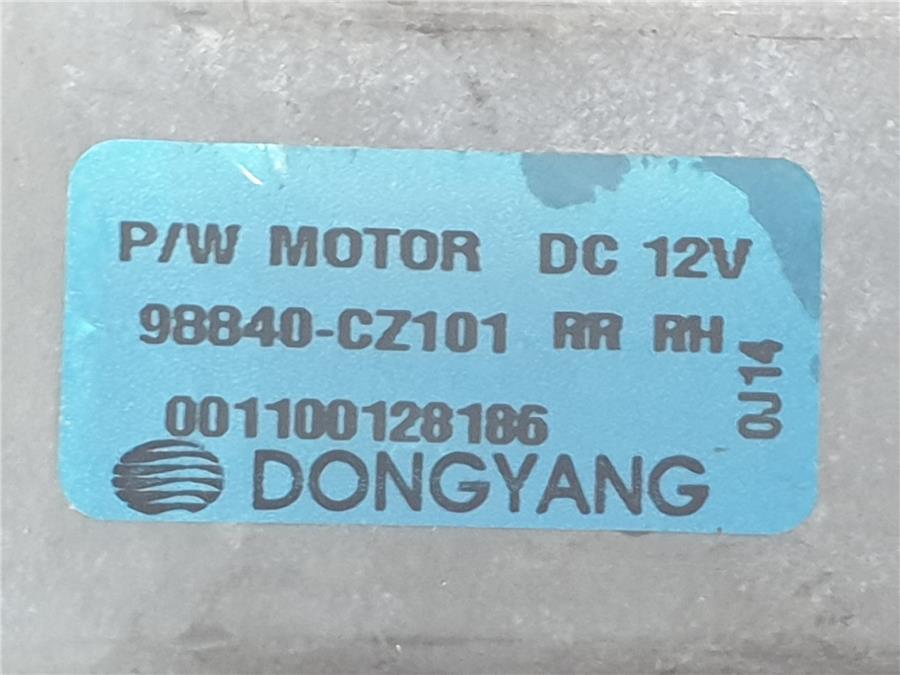 P/W MOTOR DC 12V
98840-CZ101 RR RH
0J14
001100128186
DONGYANG